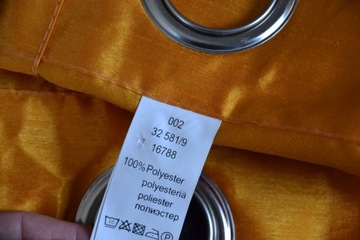 002
32 581/9
16788
100% Polyester
polyesteria
poliester
полиэстер